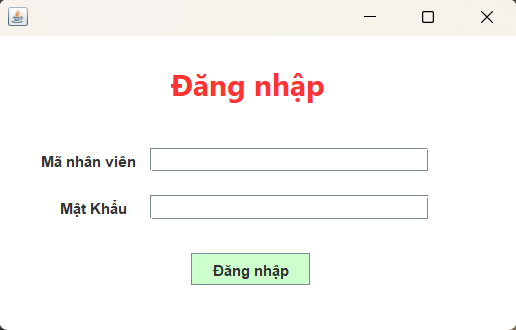 Đăng nhập
Mã nhân viên
Mật Khẩu
Đăng nhập